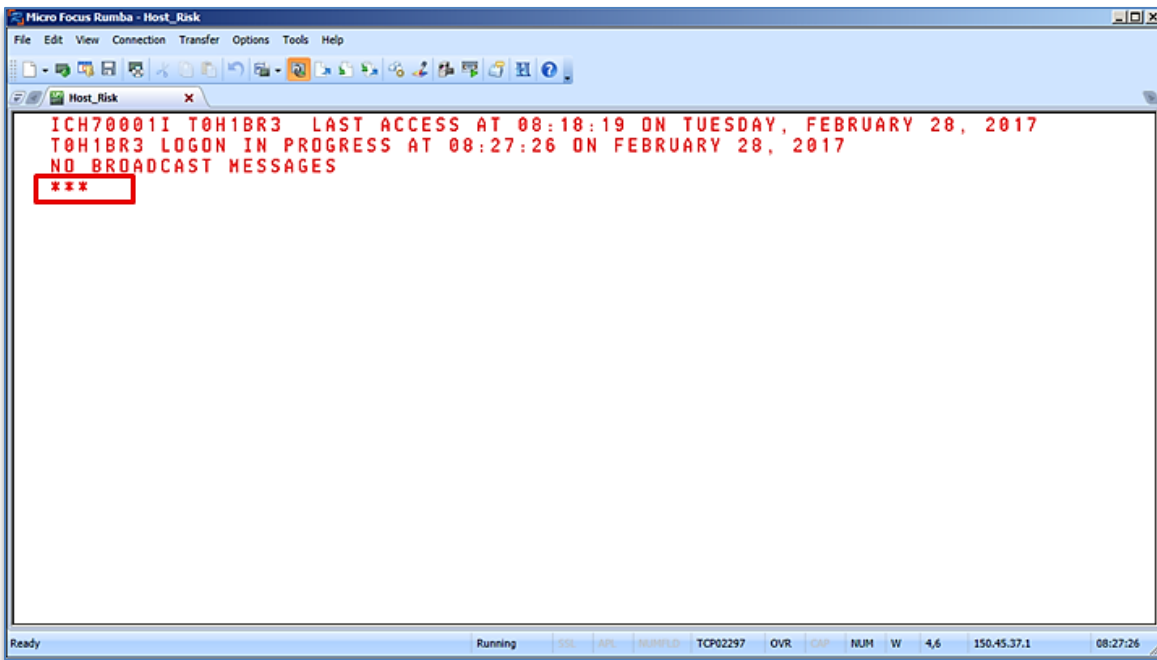 Micro Focus Rumba - Host_Risk
File Edit View Connection Transfer Options Tools Help
Host_Risk
ICH70001I T0H1BR3 LAST ACCESS AT 08:18:19 ON TUESDAY, FEBRUARY 28, 2017
T0H1BR3 LOGON IN PROGRESS AT 08:27:26 ON FEBRUARY 28, 2017
NO BROADCAST MESSAGES
***
Ready Running SSL APL NUMFLD TCP02297 OVR CAP NUM W 4,6 150.45.37.1 08:27:26